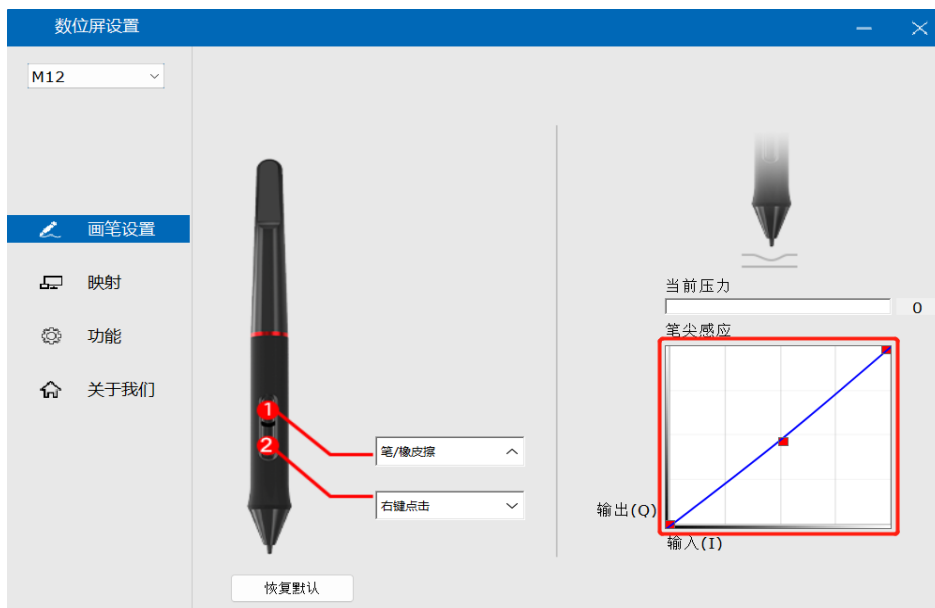 数位屏设置
M12
画笔设置
映射
功能
关于我们
1
2
笔/橡皮擦
右键点击
恢复默认
当前压力
0
笔尖感应
输出(Q)
输入(I)